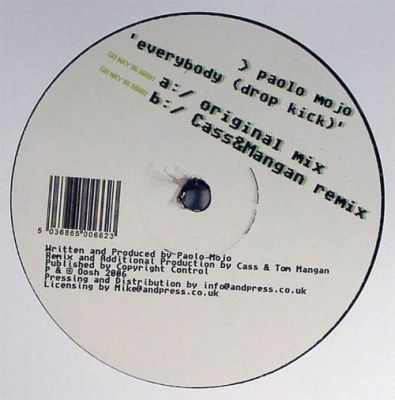 > paolo mojo
"everybody (drop kick)"
a:/ original mix
b:/ Cass&Mangan remix
5 036865 006623
Written and Produced by Paolo Mojo
Remix and Additional Production by Cass & Tom Mangan
Published by Copyright Control
P & © Oosh 2006
Pressing and Distribution by info@andpress.co.uk
Licensing by Mike@andpress.co.uk